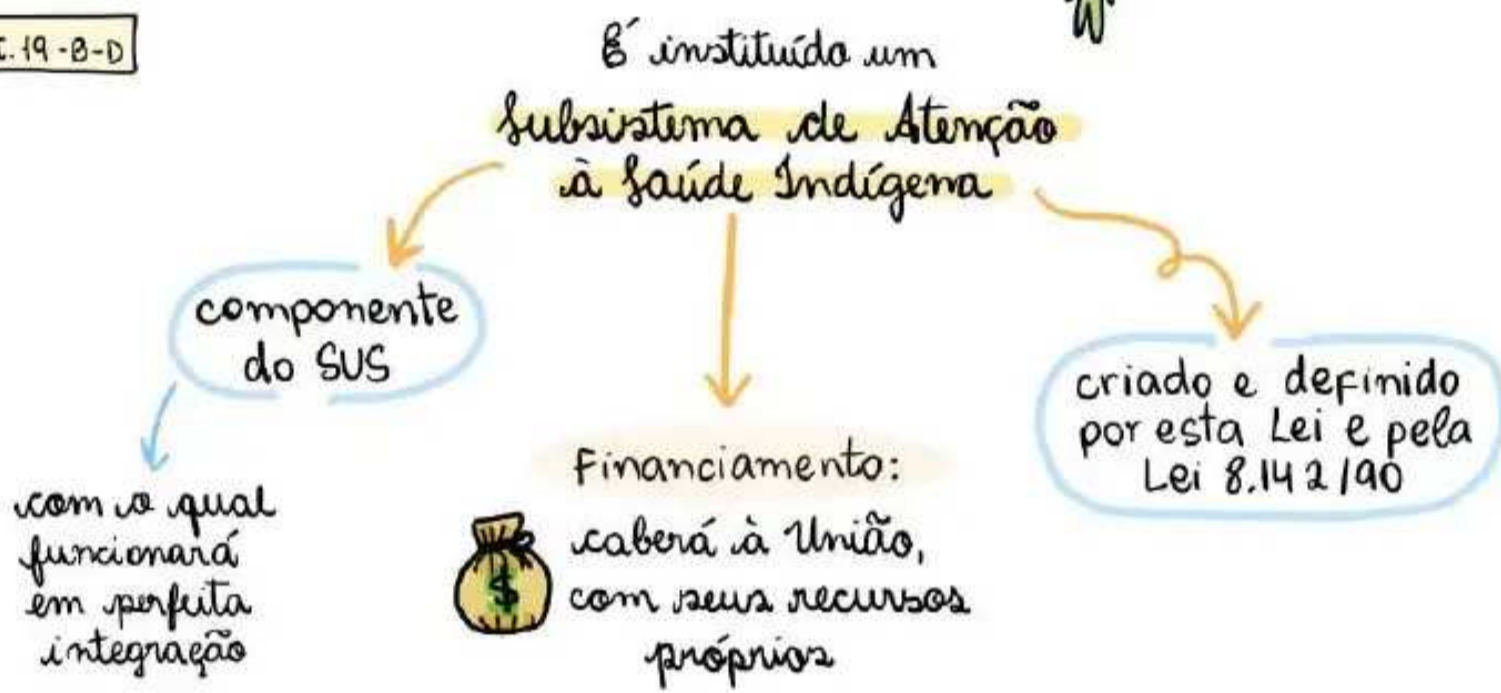 19-B-D
É instituído um
Subsistema de Atenção
à Saúde Indígena
componente
do SUS
com o qual
funcionará
em perfeita
integração
Financiamento:
caberá à União,
com seus recursos
próprios
$
criado e definido
por esta Lei e pela
Lei 8.142/90